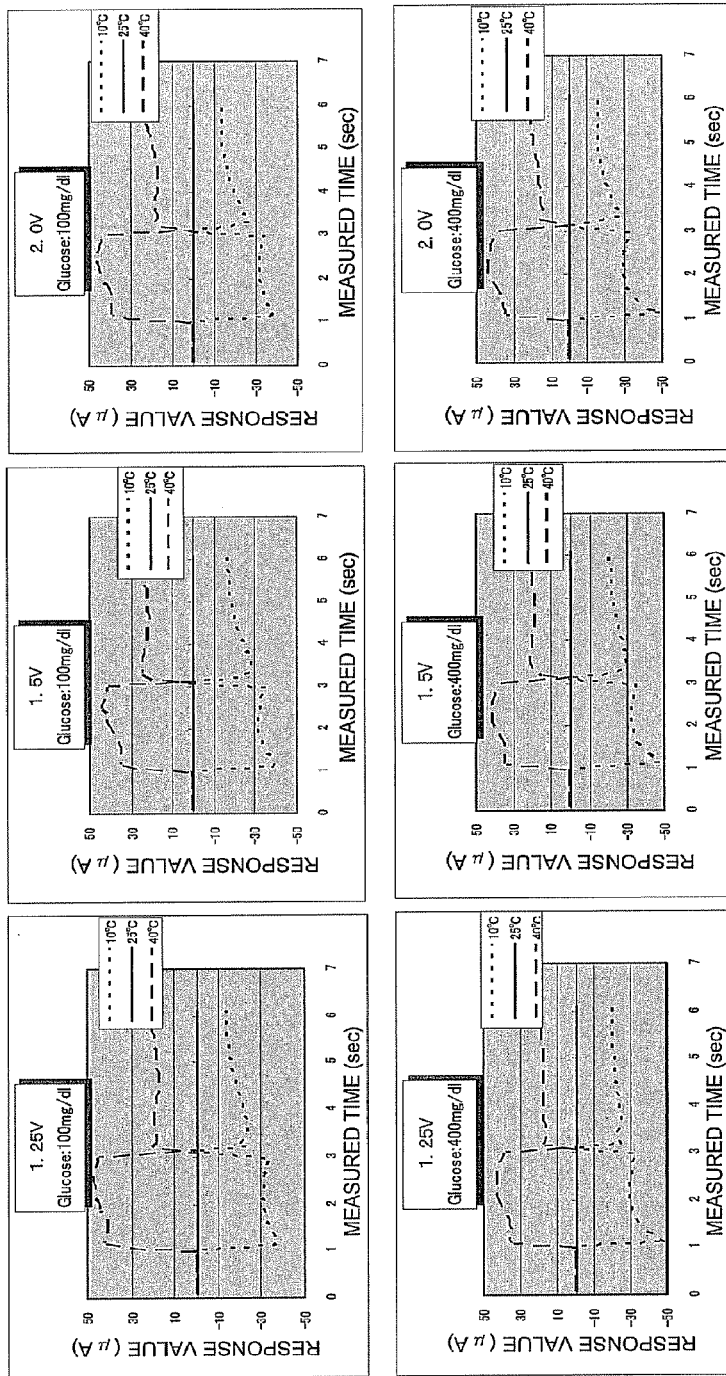 1. 25V
Glucose:100mg/dl
10°C
25°C
40°C
RESPONSE VALUE (μA)
50
30
10
-10
-30
-50
0 1 2 3 4 5 6 7
MEASURED TIME (sec)
1. 5V
Glucose:100mg/dl
10°C
25°C
40°C
RESPONSE VALUE (μA)
50
30
10
-10
-30
-50
0 1 2 3 4 5 6 7
MEASURED TIME (sec)
2. 0V
Glucose:100mg/dl
10°C
25°C
40°C
RESPONSE VALUE (μA)
50
30
10
-10
-30
-50
0 1 2 3 4 5 6 7
MEASURED TIME (sec)
1. 25V
Glucose:400mg/dl
10°C
25°C
40°C
RESPONSE VALUE (μA)
50
30
10
-10
-30
-50
0 1 2 3 4 5 6 7
MEASURED TIME (sec)
1. 5V
Glucose:400mg/dl
10°C
25°C
40°C
RESPONSE VALUE (μA)
50
30
10
-10
-30
-50
0 1 2 3 4 5 6 7
MEASURED TIME (sec)
2. 0V
Glucose:400mg/dl
10°C
25°C
40°C
RESPONSE VALUE (μA)
50
30
10
-10
-30
-50
0 1 2 3 4 5 6 7
MEASURED TIME (sec)